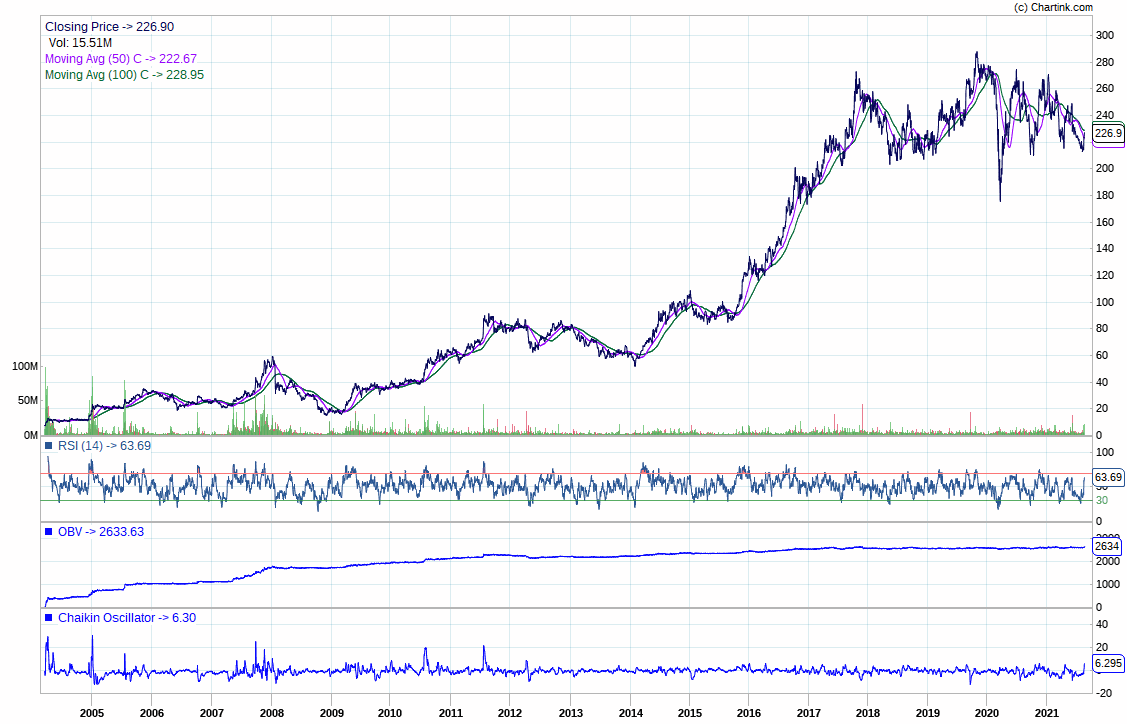 (c) Chartink.com
Closing Price -> 226.90
Vol: 15.51M
Moving Avg (50) C -> 222.67
Moving Avg (100) C -> 228.95
300
280
260
240
226.9
200
180
160
140
120
100
80
60
40
20
0
100M
50M
0M
RSI (14) -> 63.69
100
63.69
30
0
OBV -> 2633.63
2634
2000
1000
0
Chaikin Oscillator -> 6.30
40
20
6.295
-20
2005 2006 2007 2008 2009 2010 2011 2012 2013 2014 2015 2016 2017 2018 2019 2020 2021